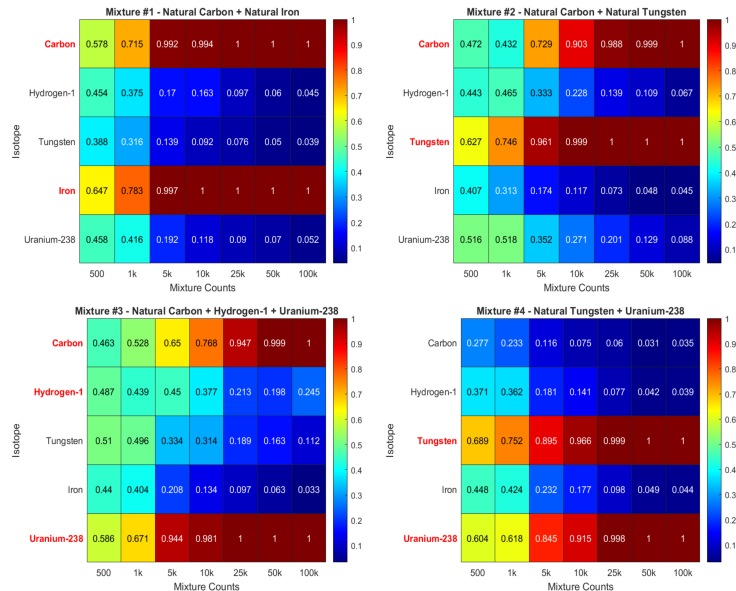 Mixture #1 - Natural Carbon + Natural Iron
Carbon 0.578 0.715 0.992 0.994 1 1 1
Hydrogen-1 0.454 0.375 0.17 0.163 0.097 0.06 0.045
Tungsten 0.388 0.316 0.139 0.092 0.076 0.05 0.039
Iron 0.647 0.783 0.997 1 1 1 1
Uranium-238 0.458 0.416 0.192 0.118 0.09 0.07 0.052
500 1k 5k 10k 25k 50k 100k
Mixture Counts
Isotope
1
0.9
0.8
0.7
0.6
0.5
0.4
0.3
0.2
0.1
Mixture #2 - Natural Carbon + Natural Tungsten
Carbon 0.472 0.432 0.729 0.903 0.988 0.999 1
Hydrogen-1 0.443 0.465 0.333 0.228 0.139 0.109 0.067
Tungsten 0.627 0.746 0.961 0.999 1 1 1
Iron 0.407 0.313 0.174 0.117 0.073 0.048 0.045
Uranium-238 0.516 0.518 0.352 0.271 0.201 0.129 0.088
500 1k 5k 10k 25k 50k 100k
Mixture Counts
Isotope
1
0.9
0.8
0.7
0.6
0.5
0.4
0.3
0.2
0.1
Mixture #3 - Natural Carbon + Hydrogen-1 + Uranium-238
Carbon 0.463 0.528 0.65 0.768 0.947 0.999 1
Hydrogen-1 0.487 0.439 0.45 0.377 0.213 0.198 0.245
Tungsten 0.51 0.496 0.334 0.314 0.189 0.163 0.112
Iron 0.44 0.404 0.208 0.134 0.097 0.063 0.033
Uranium-238 0.586 0.671 0.944 0.981 1 1 1
500 1k 5k 10k 25k 50k 100k
Mixture Counts
Isotope
1
0.9
0.8
0.7
0.6
0.5
0.4
0.3
0.2
0.1
Mixture #4 - Natural Tungsten + Uranium-238
Carbon 0.277 0.233 0.116 0.075 0.06 0.031 0.035
Hydrogen-1 0.371 0.362 0.181 0.141 0.077 0.042 0.039
Tungsten 0.689 0.752 0.895 0.966 0.999 1 1
Iron 0.448 0.424 0.232 0.177 0.098 0.049 0.044
Uranium-238 0.604 0.618 0.845 0.915 0.998 1 1
500 1k 5k 10k 25k 50k 100k
Mixture Counts
Isotope
1
0.9
0.8
0.7
0.6
0.5
0.4
0.3
0.2
0.1